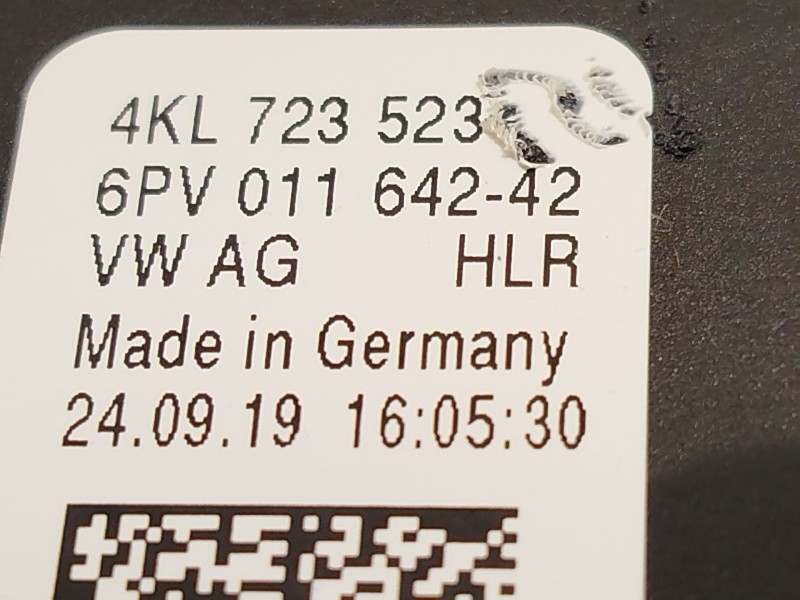 4KL 723 523
6PV 011 642-42
VW AG HLR
Made in Germany
24.09.19 16:05:30